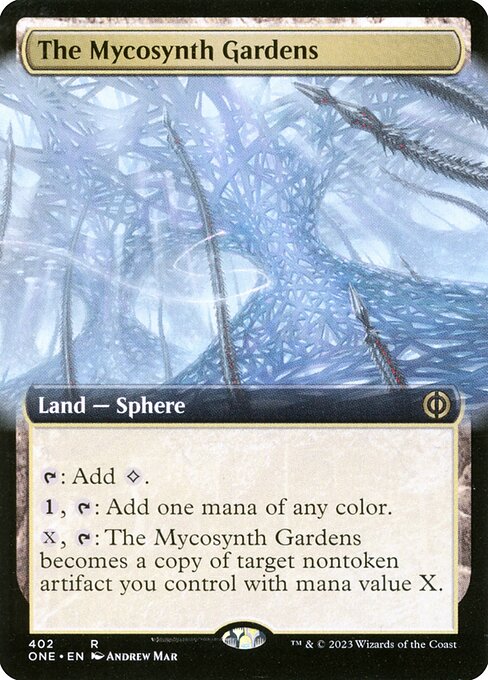 The Mycosynth Gardens
Land — Sphere
: Add .
1, : Add one mana of any color.
X, : The Mycosynth Gardens
becomes a copy of target nontoken
artifact you control with mana value X.
402 R
ONE • EN Andrew Mar
™ & © 2023 Wizards of the Coast